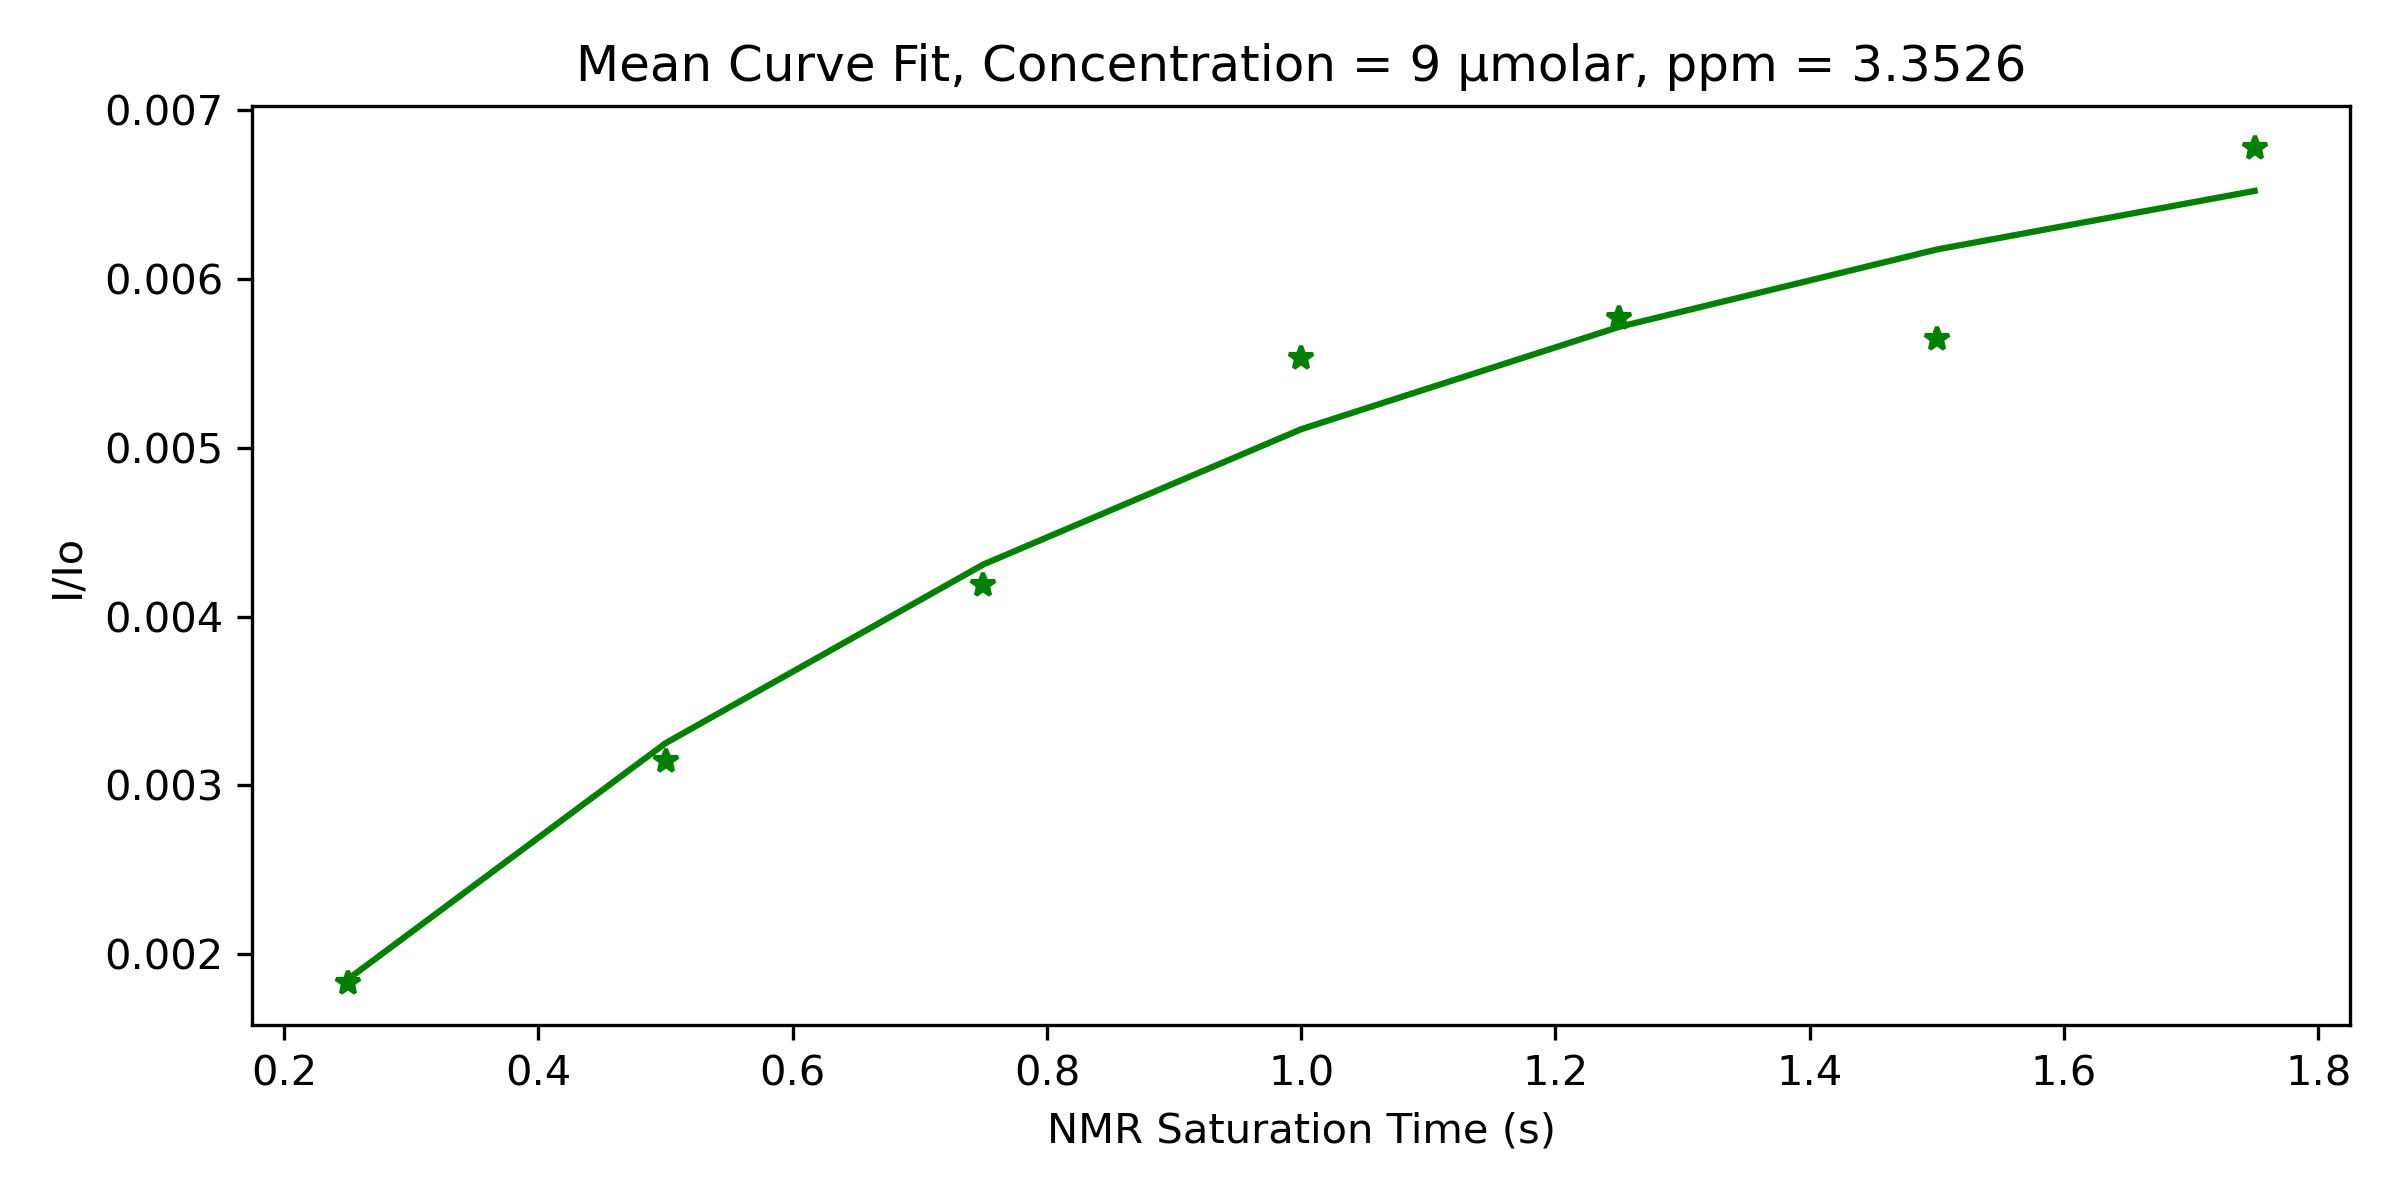 Mean Curve Fit, Concentration = 9 μmolar, ppm = 3.3526
0.007
0.006
0.005
0.004
0.003
0.002
I/Io
0.2 0.4 0.6 0.8 1.0 1.2 1.4 1.6 1.8
NMR Saturation Time (s)